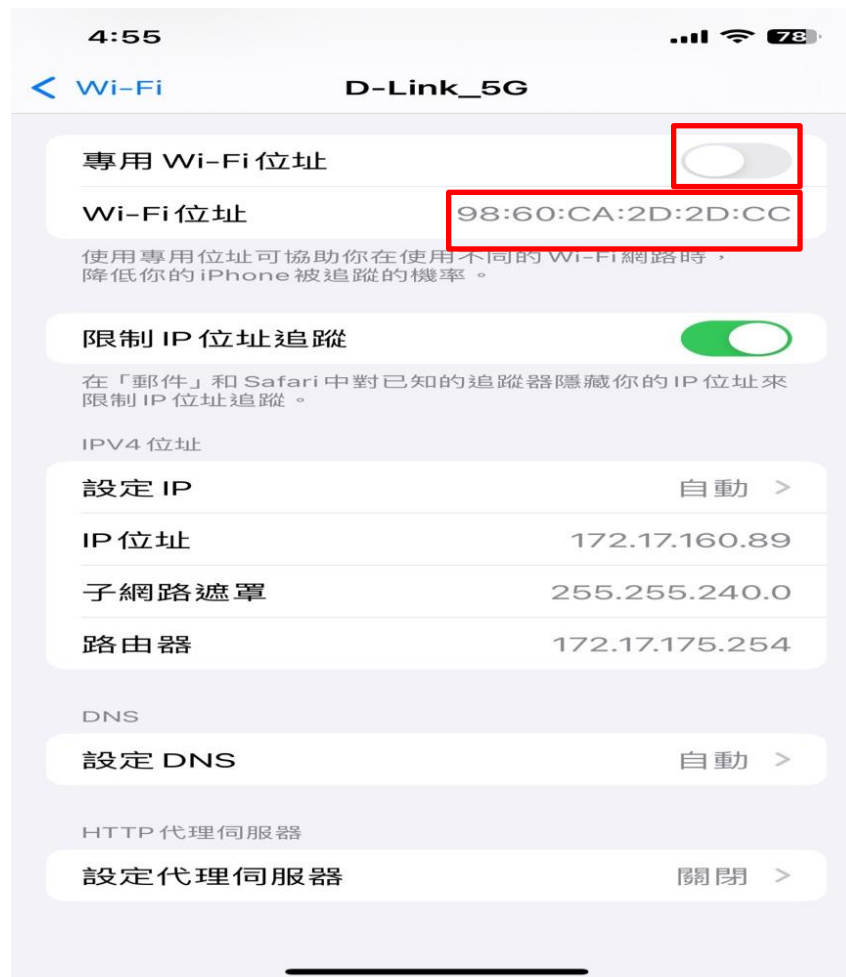 4:55
78
Wi-Fi
D-Link_5G
專用 Wi-Fi 位址
Wi-Fi 位址 98:60:CA:2D:2D:CC
使用專用位址可協助你在使用不同的 Wi-Fi 網路時，
降低你的 iPhone 被追蹤的機率。
限制 IP 位址追蹤
在「郵件」和 Safari 中對已知的追蹤器隱藏你的 IP 位址來
限制 IP 位址追蹤。
IPV4 位址
設定 IP 自動 >
IP 位址 172.17.160.89
子網路遮罩 255.255.240.0
路由器 172.17.175.254
DNS
設定 DNS 自動 >
HTTP 代理伺服器
設定代理伺服器 關閉 >